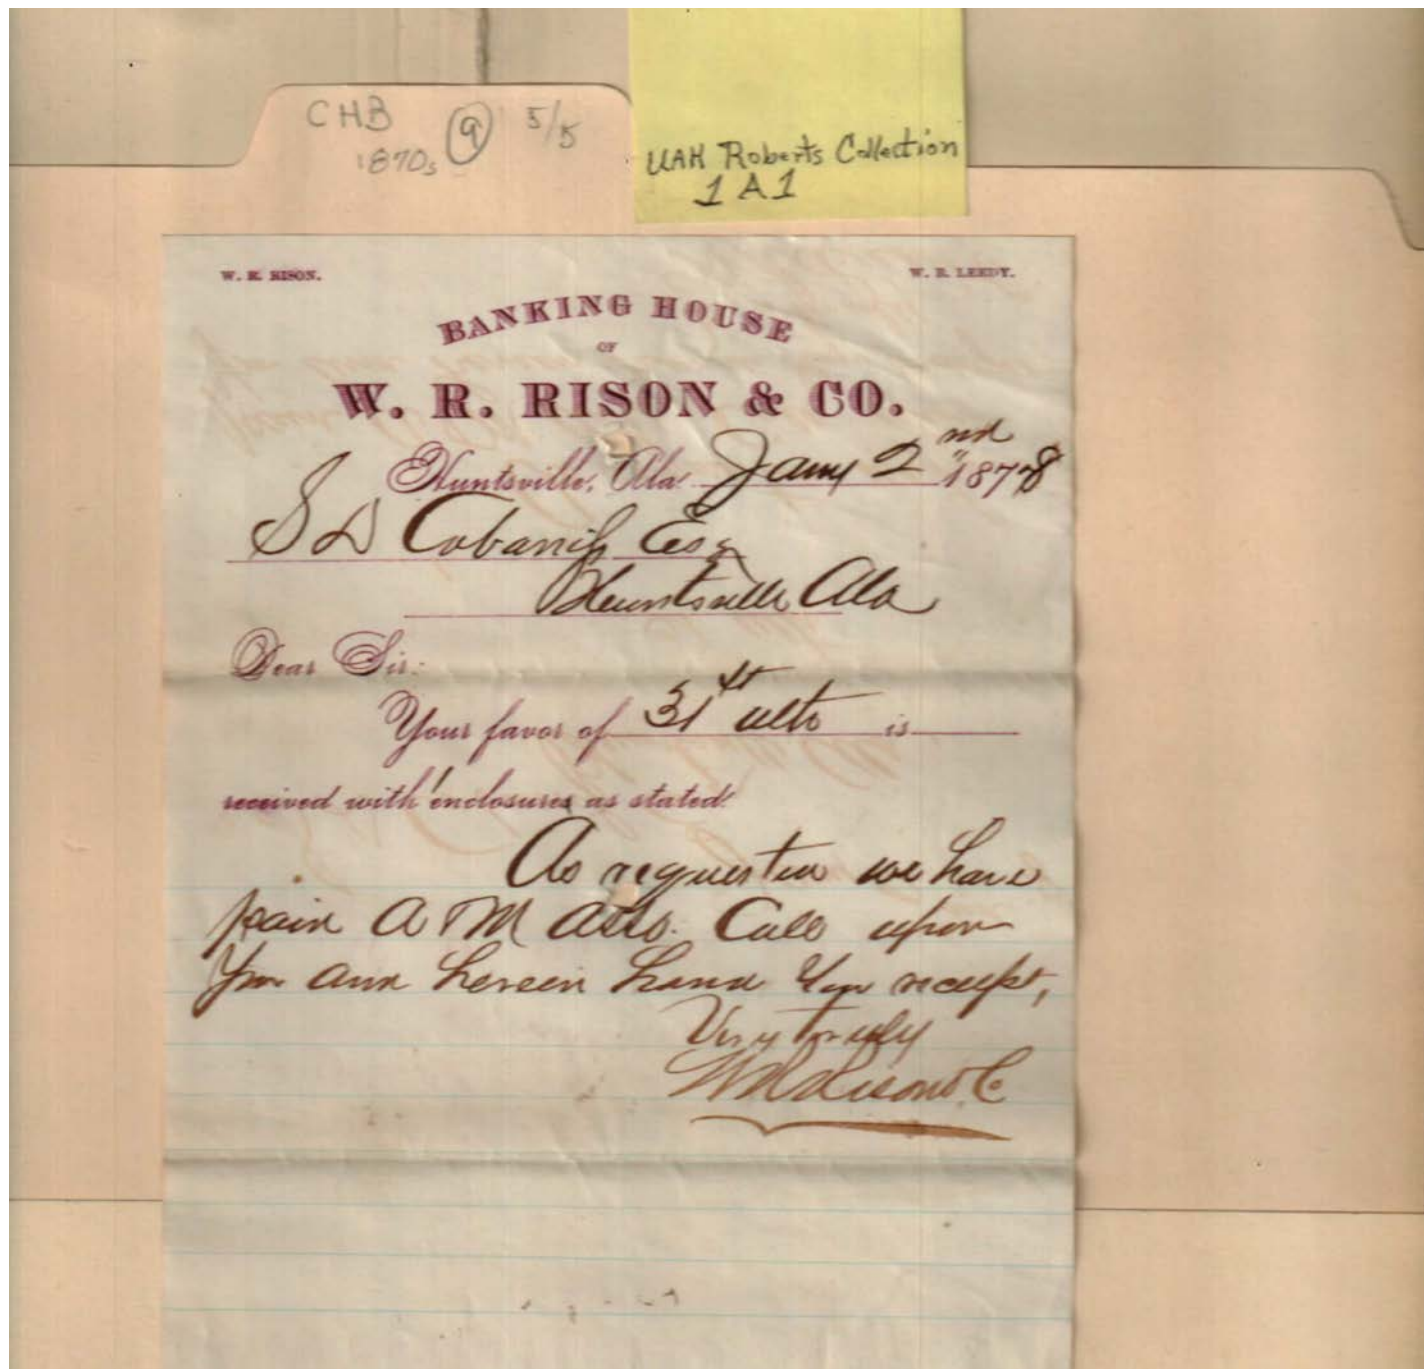 CHB 9 5/5
1870s
UAH Roberts Collection
1 A 1
W. R. RISON.
W. B. LEEDY.
BANKING HOUSE
OF
W. R. RISON & CO.
Huntsville, Ala. Jany 2nd 1878
S D Cabaniss Esq
Huntsville Ala
Dear Sir:
Your favor of 31st ulto is
received with enclosures as stated.
As requested we have
paid A M Call upon
you and herein hand you receipt,
Very truly
W R Rison & Co